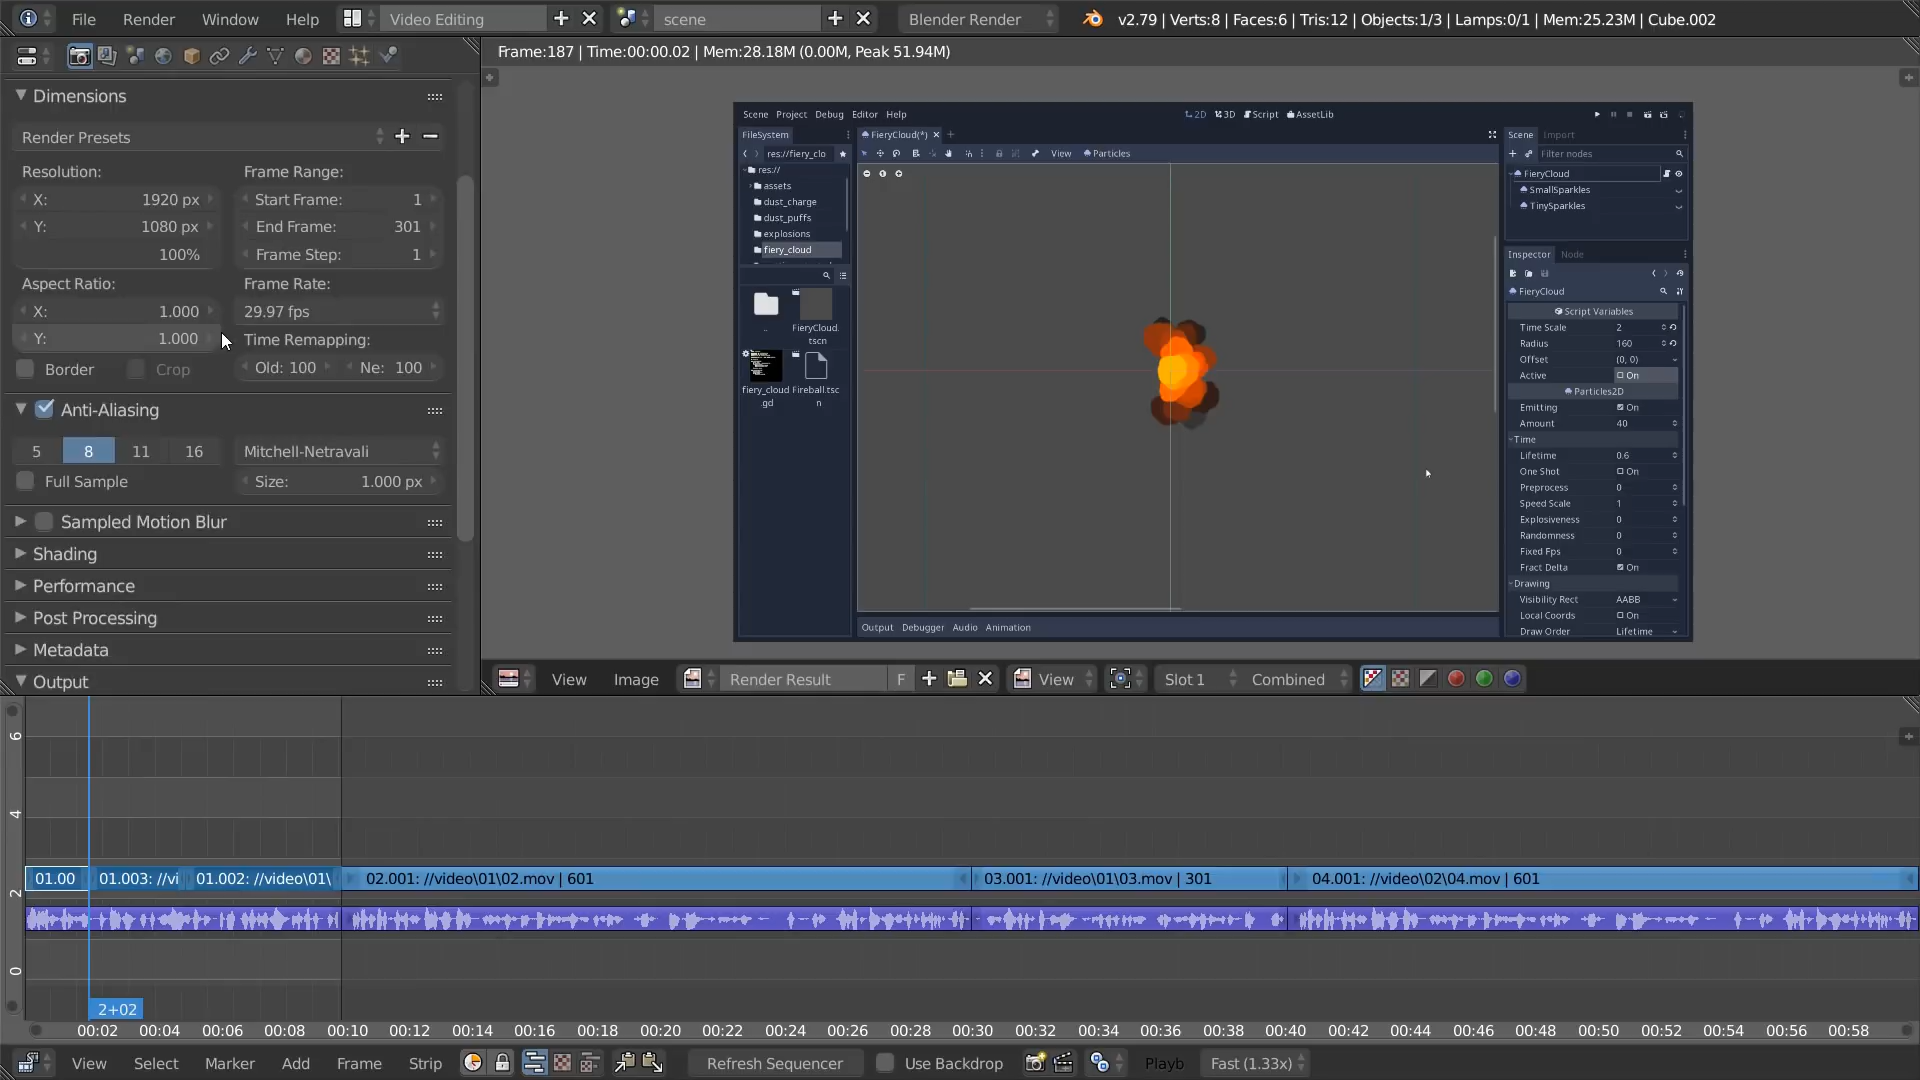 File Render Window Help Video Editing scene Blender Render v2.79 | Verts:8 | Faces:6 | Tris:12 | Objects:1/3 | Lamps:0/1 | Mem:25.23M | Cube.002
Frame:187 | Time:00:00.02 | Mem:28.18M (0.00M, Peak 51.94M)
Dimensions
Render Presets
Resolution: Frame Range:
X: 1920 px Start Frame: 1
Y: 1080 px End Frame: 301
100% Frame Step: 1
Aspect Ratio: Frame Rate:
X: 1.000 29.97 fps
Y: 1.000 Time Remapping:
Border Crop Old: 100 Ne: 100
Anti-Aliasing
5 8 11 16 Mitchell-Netravali
Full Sample Size: 1.000 px
Sampled Motion Blur
Shading
Performance
Post Processing
Metadata
Output
Scene Project Debug Editor Help 2D 3D Script AssetLib
FileSystem FieryCloud(*)
res://fiery_clo View Particles
res://
assets
dust_charge
dust_puffs
explosions
fiery_cloud
..
FieryCloud.
tscn
fiery_cloud
.gd
Fireball.tsc
n
Output Debugger Audio Animation
Scene Import
Filter nodes
FieryCloud
SmallSparkles
TinySparkles
Inspector Node
FieryCloud
Script Variables
Time Scale 2
Radius 160
Offset (0, 0)
Active On
Particles2D
Emitting On
Amount 40
Time
Lifetime 0.6
One Shot On
Preprocess 0
Speed Scale 1
Explosiveness 0
Randomness 0
Fixed Fps 0
Fract Delta On
Drawing
Visibility Rect AABB
Local Coords On
Draw Order Lifetime
View Image Render Result F View Slot 1 Combined
6
4
2
0
01.00 01.003: //vi 01.002: //video\01\ 02.001: //video\01\02.mov | 601 03.001: //video\01\03.mov | 301 04.001: //video\02\04.mov | 601
2+02
00:02 00:04 00:06 00:08 00:10 00:12 00:14 00:16 00:18 00:20 00:22 00:24 00:26 00:28 00:30 00:32 00:34 00:36 00:38 00:40 00:42 00:44 00:46 00:48 00:50 00:52 00:54 00:56 00:58
View Select Marker Add Frame Strip Refresh Sequencer Use Backdrop Playb Fast (1.33x)